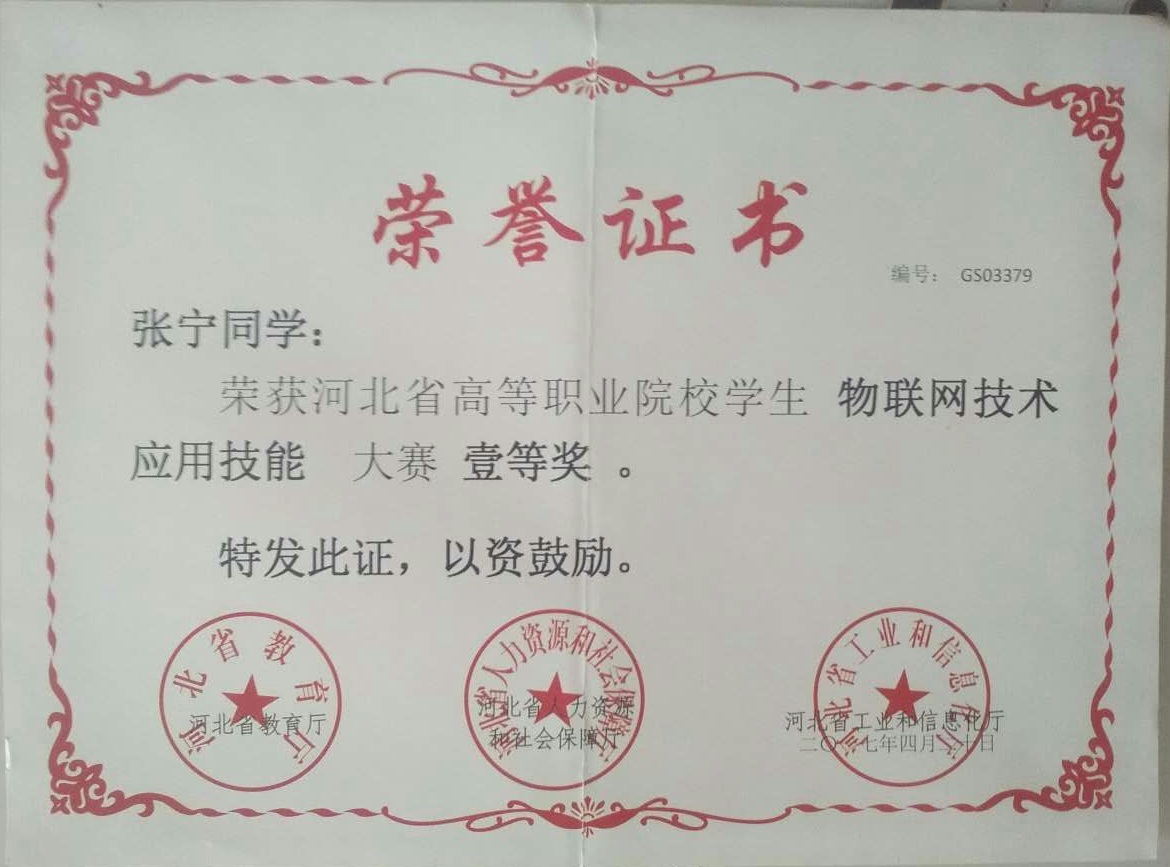 荣誉证书
编号： GS03379
张宁同学：
荣获河北省高等职业院校学生 物联网技术
应用技能 大赛 壹等奖 。
特发此证，以资鼓励。
河北省教育厅
河北省教育厅
河北省人力资源和社会保障厅
河北省人力资源
和社会保障厅
河北省工业和信息化厅
河北省工业和信息化厅
二〇一七年四月二十日